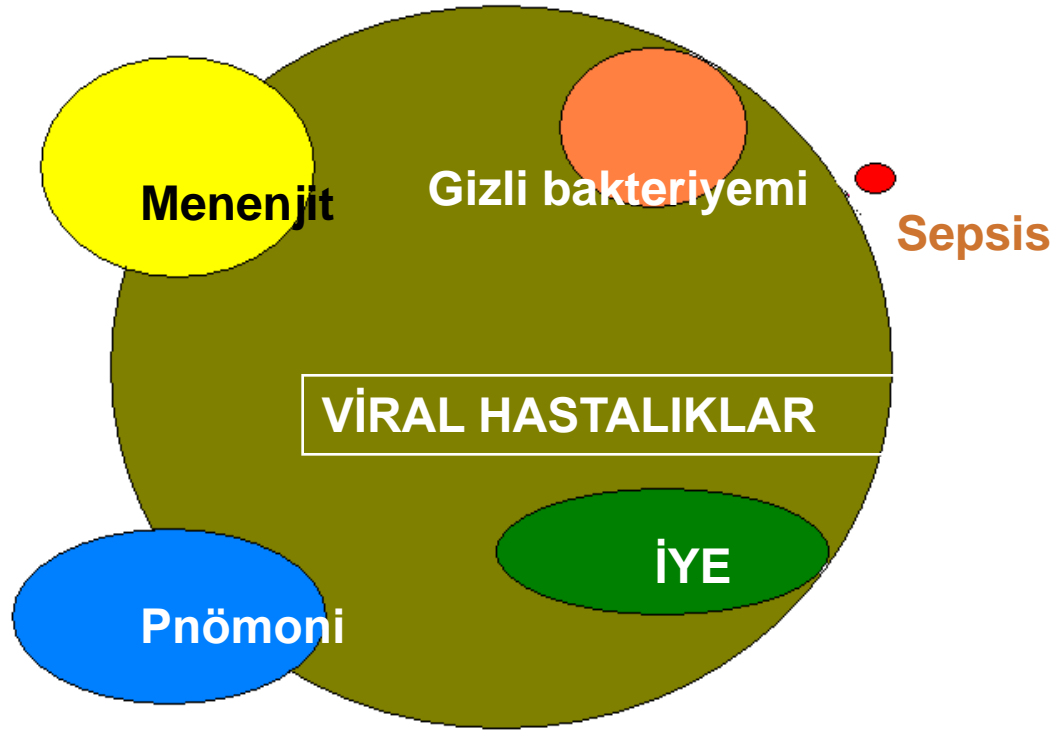 Menenjit
Gizli bakteriyemi
Sepsis
VİRAL HASTALIKLAR
İYE
Pnömoni